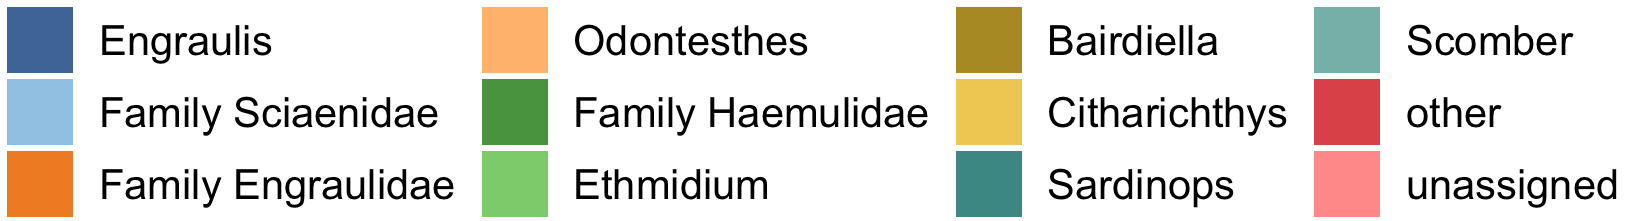 Engraulis
Family Sciaenidae
Family Engraulidae
Odontesthes
Family Haemulidae
Ethmidium
Bairdiella
Citharichthys
Sardinops
Scomber
other
unassigned